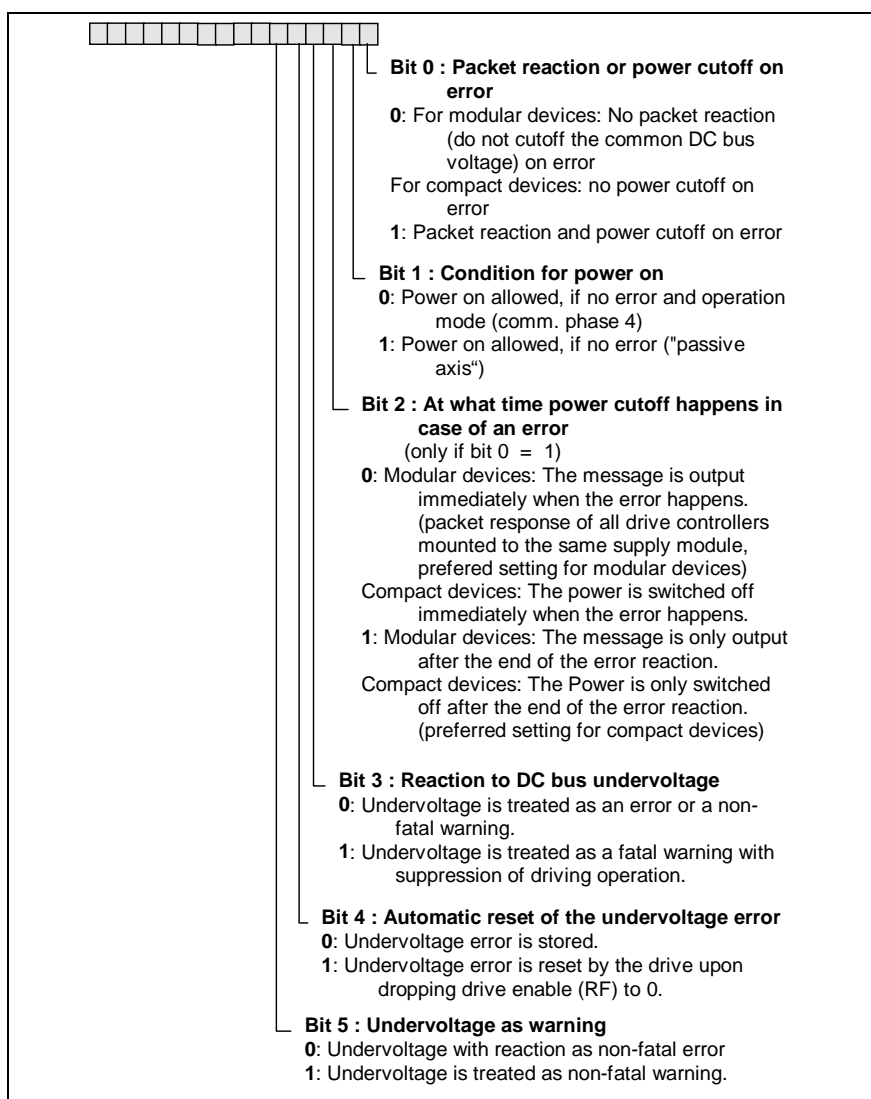 Bit 0 : Packet reaction or power cutoff on
error
0: For modular devices: No packet reaction
(do not cutoff the common DC bus
voltage) on error
For compact devices: no power cutoff on
error
1: Packet reaction and power cutoff on error
Bit 1 : Condition for power on
0: Power on allowed, if no error and operation
mode (comm. phase 4)
1: Power on allowed, if no error ("passive
axis“)
Bit 2 : At what time power cutoff happens in
case of an error
(only if bit 0 = 1)
0: Modular devices: The message is output
immediately when the error happens.
(packet response of all drive controllers
mounted to the same supply module,
prefered setting for modular devices)
Compact devices: The power is switched off
immediately when the error happens.
1: Modular devices: The message is only output
after the end of the error reaction.
Compact devices: The Power is only switched
off after the end of the error reaction.
(preferred setting for compact devices)
Bit 3 : Reaction to DC bus undervoltage
0: Undervoltage is treated as an error or a non-
fatal warning.
1: Undervoltage is treated as a fatal warning with
suppression of driving operation.
Bit 4 : Automatic reset of the undervoltage error
0: Undervoltage error is stored.
1: Undervoltage error is reset by the drive upon
dropping drive enable (RF) to 0.
Bit 5 : Undervoltage as warning
0: Undervoltage with reaction as non-fatal error
1: Undervoltage is treated as non-fatal warning.